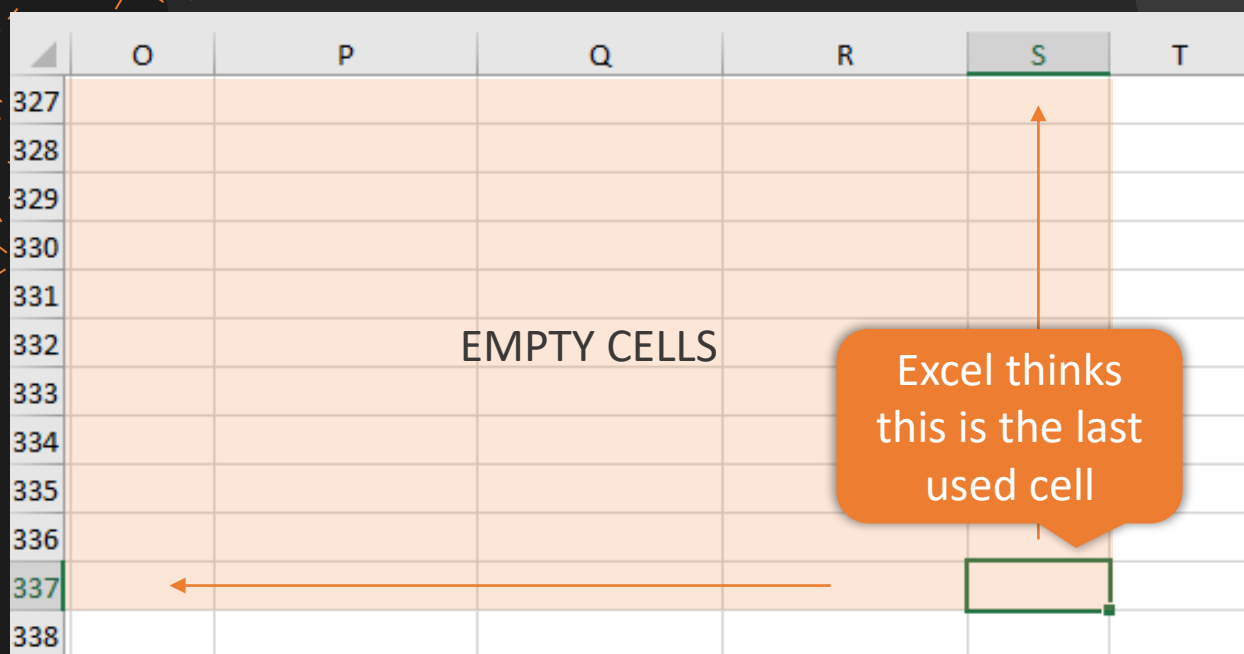 O P Q R S T
327
328
329
330
331
332 EMPTY CELLS
333
334
335
336
337
338
Excel thinks
this is the last
used cell